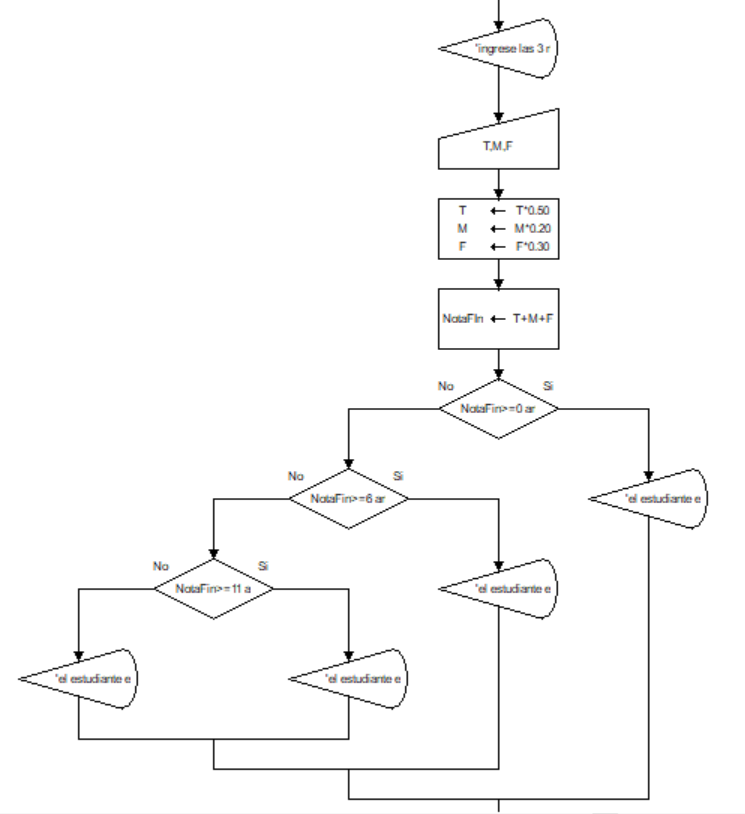 'ingrese las 3 r
T,M,F
T ← T*0.50
M ← M*0.20
F ← F*0.30
NotaFIn ← T+M+F
No Si
NotaFin>=0 ar
No Si
NotaFin>=6 ar
'el estudiante e
No Si
NotaFin>=11 a
'el estudiante e
'el estudiante e
'el estudiante e